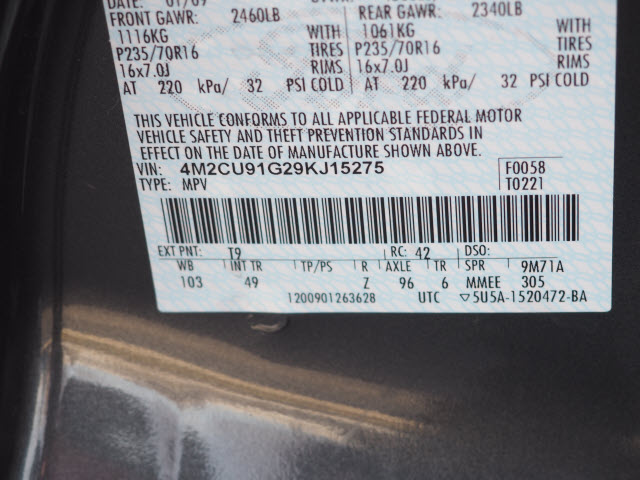 DATE: 01/09
FRONT GAWR: 2460LB REAR GAWR: 2340LB
1116KG WITH 1061KG WITH
P235/70R16 TIRES P235/70R16 TIRES
16x7.0J RIMS 16x7.0J RIMS
AT 220 kPa/ 32 PSI COLD AT 220 kPa/ 32 PSI COLD
THIS VEHICLE CONFORMS TO ALL APPLICABLE FEDERAL MOTOR
VEHICLE SAFETY AND THEFT PREVENTION STANDARDS IN
EFFECT ON THE DATE OF MANUFACTURE SHOWN ABOVE.
VIN: 4M2CU91G29KJ15275 F0058
TYPE: MPV T0221
EXT PNT: T9 RC: 42 DSO:
WB INT TR TP/PS R AXLE TR SPR 9M71A
103 49 Z 96 6 MMEE 305
1200901263628 UTC ▽5U5A-1520472-BA